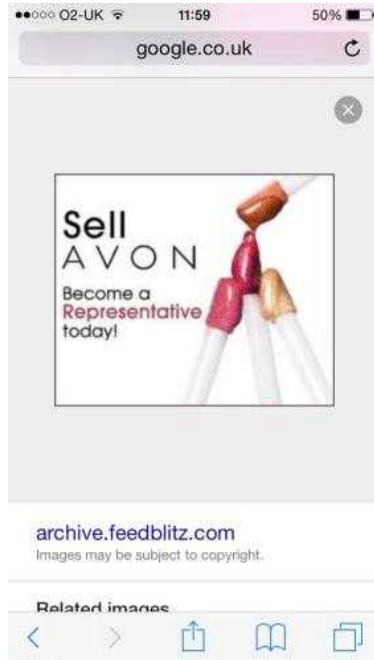 O2-UK 11:59 50%
google.co.uk
Sell
AVON
Become a
Representative
today!
archive.feedblitz.com
Images may be subject to copyright.
Related images